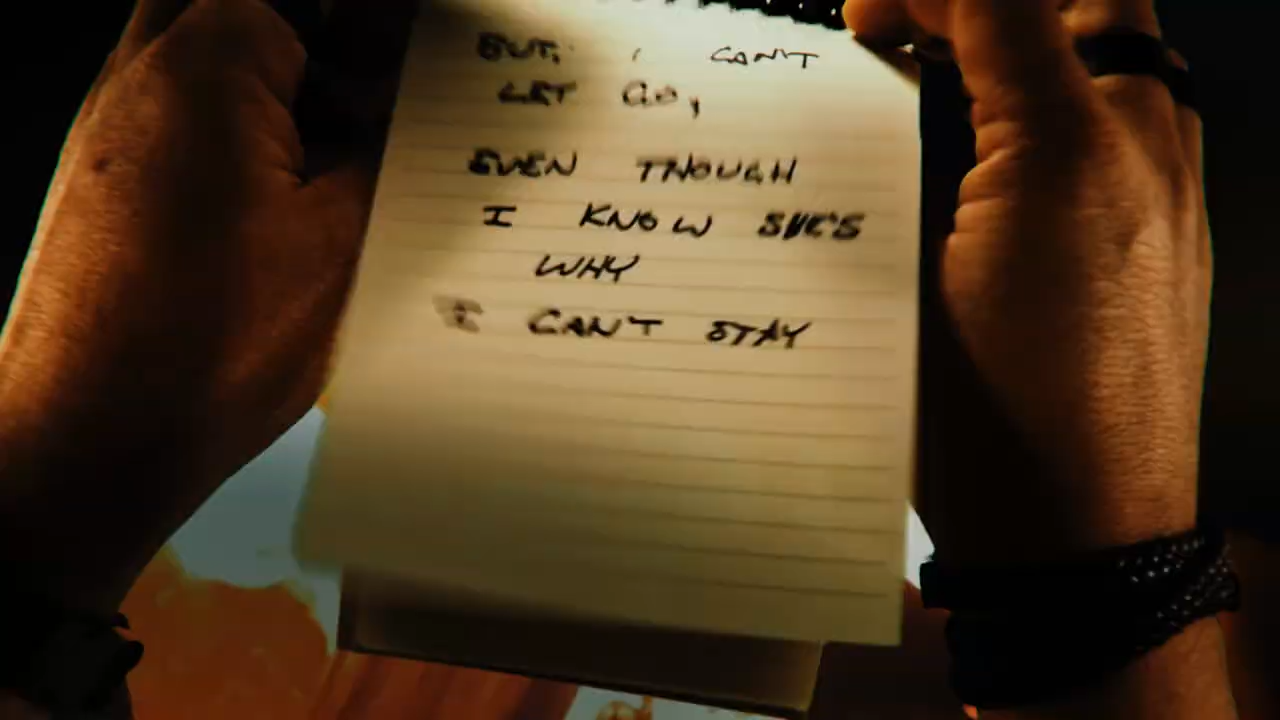 BUT, I CAN'T
LET GO,
EVEN THOUGH
I KNOW SHE'S
WHY
I CAN'T STAY